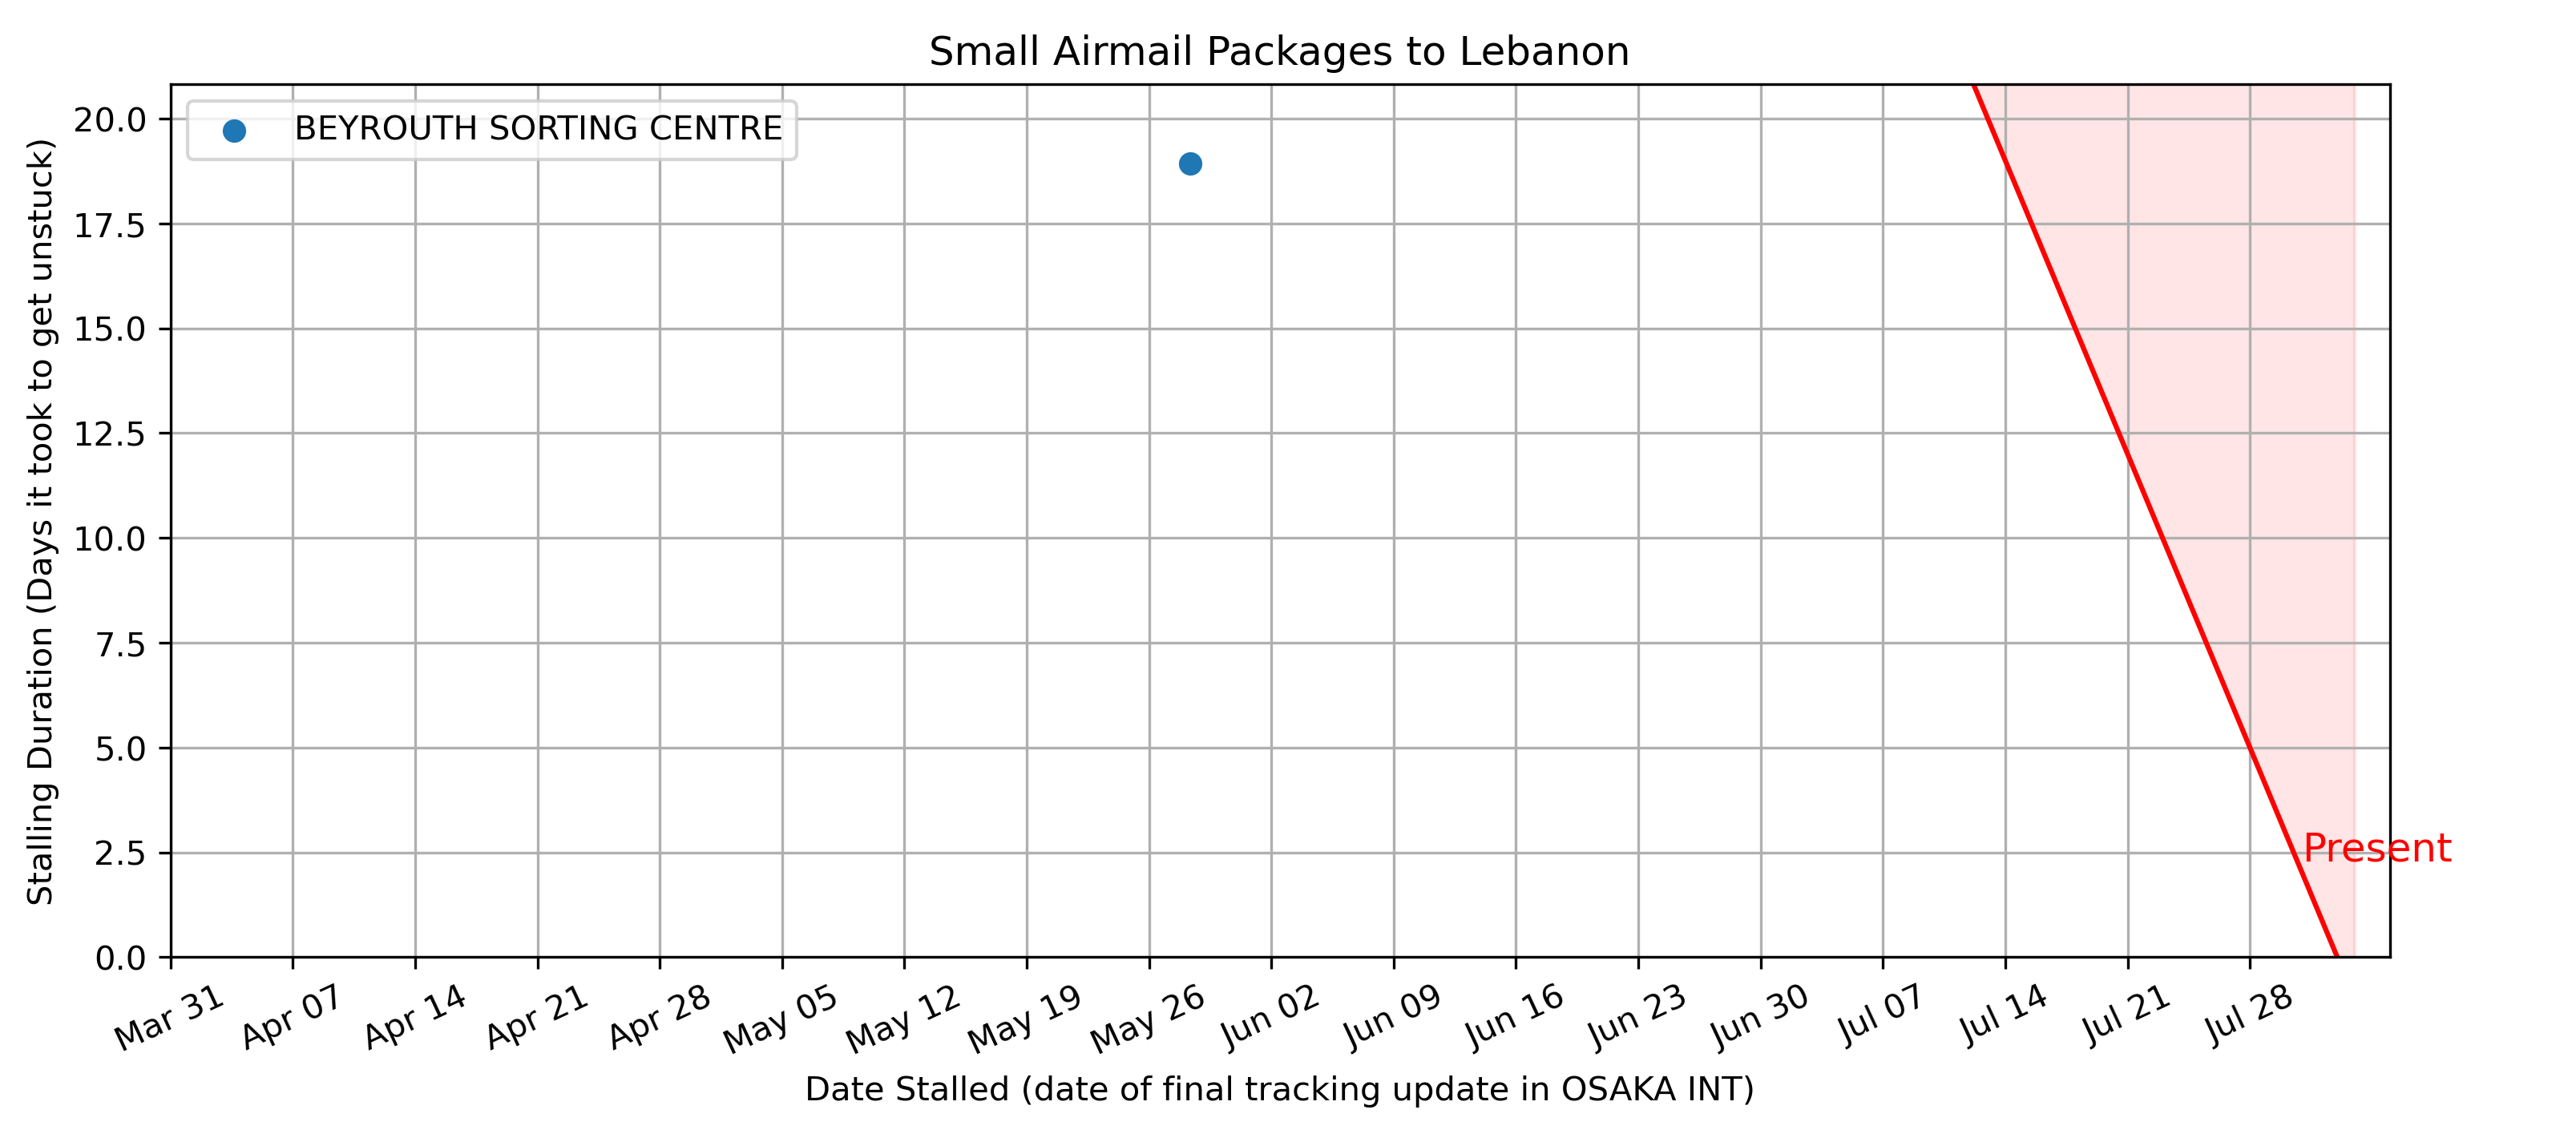 Small Airmail Packages to Lebanon
BEYROUTH SORTING CENTRE
Stalling Duration (Days it took to get unstuck)
20.0
17.5
15.0
12.5
10.0
7.5
5.0
2.5
0.0
Present
Mar 31
Apr 07
Apr 14
Apr 21
Apr 28
May 05
May 12
May 19
May 26
Jun 02
Jun 09
Jun 16
Jun 23
Jun 30
Jul 07
Jul 14
Jul 21
Jul 28
Date Stalled (date of final tracking update in OSAKA INT)